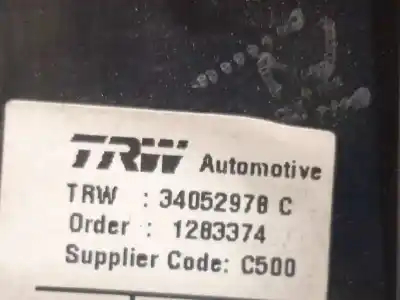 TRW Automotive
TRW : 34052978 C
Order : 1283374
Supplier Code: C500